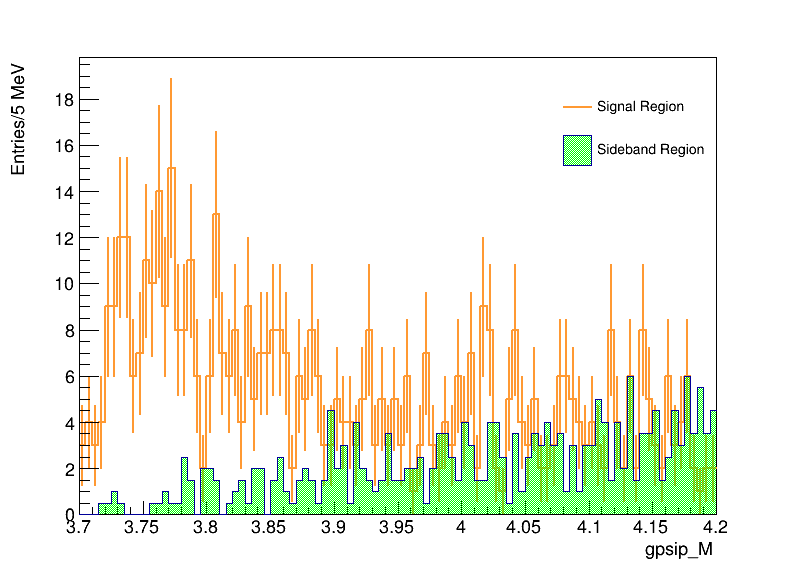 Entries/5 MeV
18
16
14
12
10
8
6
4
2
0
Signal Region
Sideband Region
3.7 3.75 3.8 3.85 3.9 3.95 4 4.05 4.1 4.15 4.2
gpsip_M